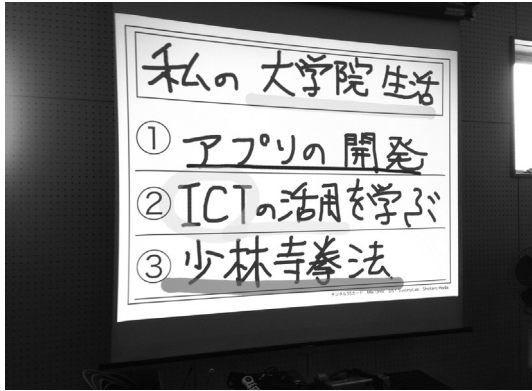 私の大学院生活
① アプリの開発
② ICTの活用を学ぶ
③ 少林寺拳法